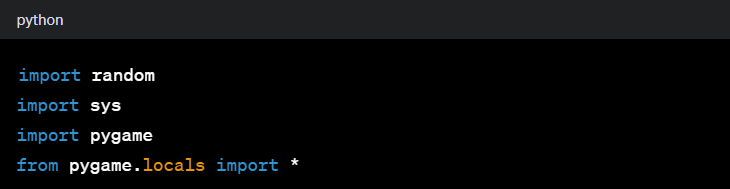 python
import random
import sys
import pygame
from pygame.locals import *